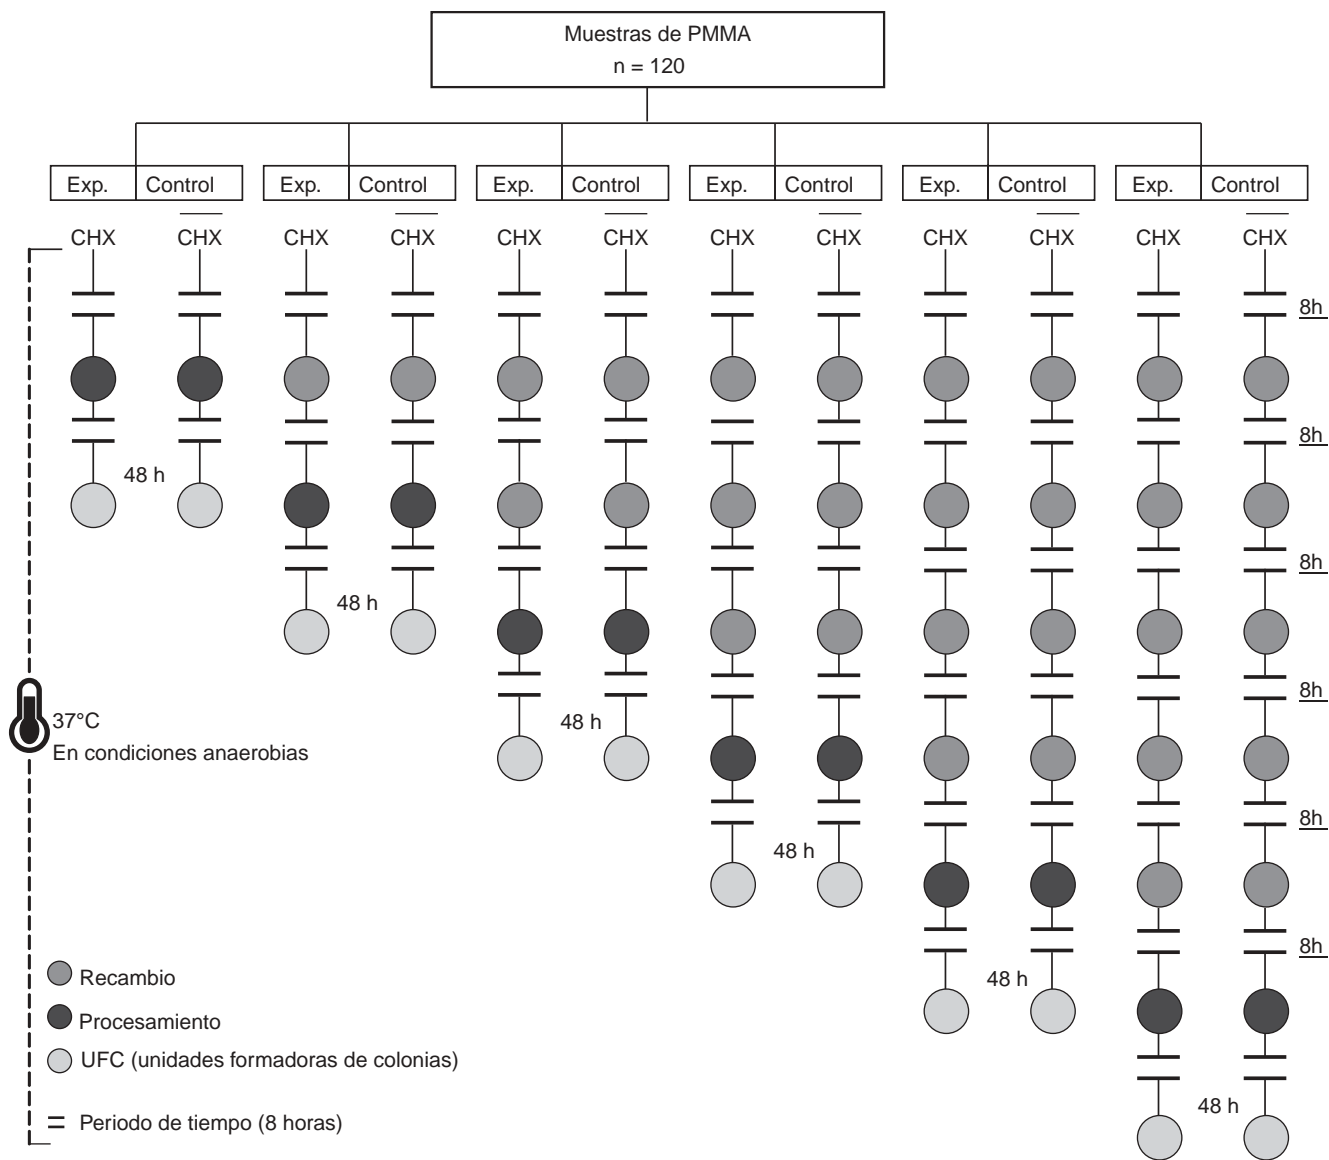 Muestras de PMMA
n = 120
Exp. Control Exp. Control Exp. Control Exp. Control Exp. Control Exp. Control
CHX CHX CHX CHX CHX CHX CHX CHX CHX CHX CHX CHX
8h
8h
48 h
8h
48 h
8h
48 h
37°C
En condiciones anaerobias
8h
48 h
8h
48 h
48 h
Recambio
Procesamiento
UFC (unidades formadoras de colonias)
Periodo de tiempo (8 horas)